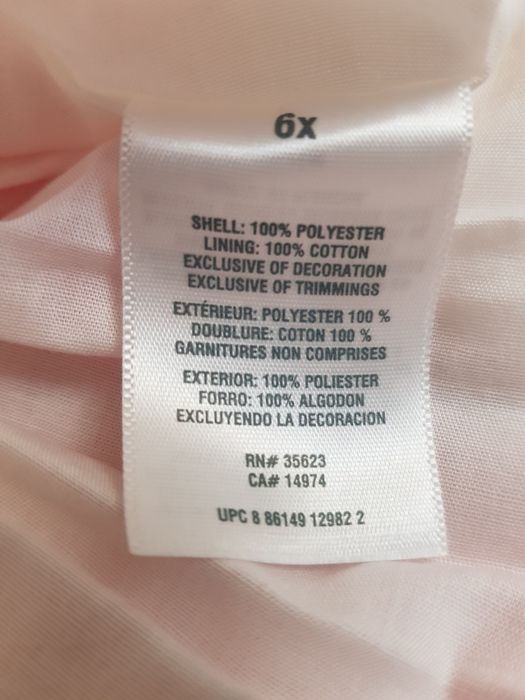 6X
SHELL: 100% POLYESTER
LINING: 100% COTTON
EXCLUSIVE OF DECORATION
EXCLUSIVE OF TRIMMINGS
EXTÉRIEUR: POLYESTER 100 %
DOUBLURE: COTON 100 %
GARNITURES NON COMPRISES
EXTERIOR: 100% POLIESTER
FORRO: 100% ALGODON
EXCLUYENDO LA DECORACION
RN# 35623
CA# 14974
UPC 8 86149 12982 2